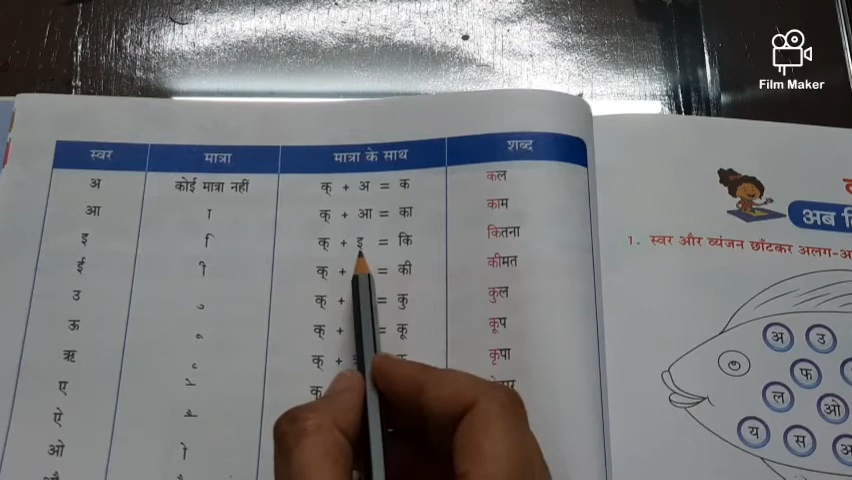 Film Maker
स्वर मात्रा मात्रा के साथ शब्द
अ कोई मात्रा नहीं क् + अ = क कल
आ ा क् + आ = का काम
इ ि क् + इ = कि कितना
ई ी क् + = की कीमत
उ ु क् + = कु कुल
ऊ ू क् + = कू कूप
ऋ ृ क् + कृपा
ए े क्
ऐ ै
ओ ो
अब
1. स्वर और व्यंजन छाँटकर अलग-अ
अ उ
फ
ल ओ
य स अ